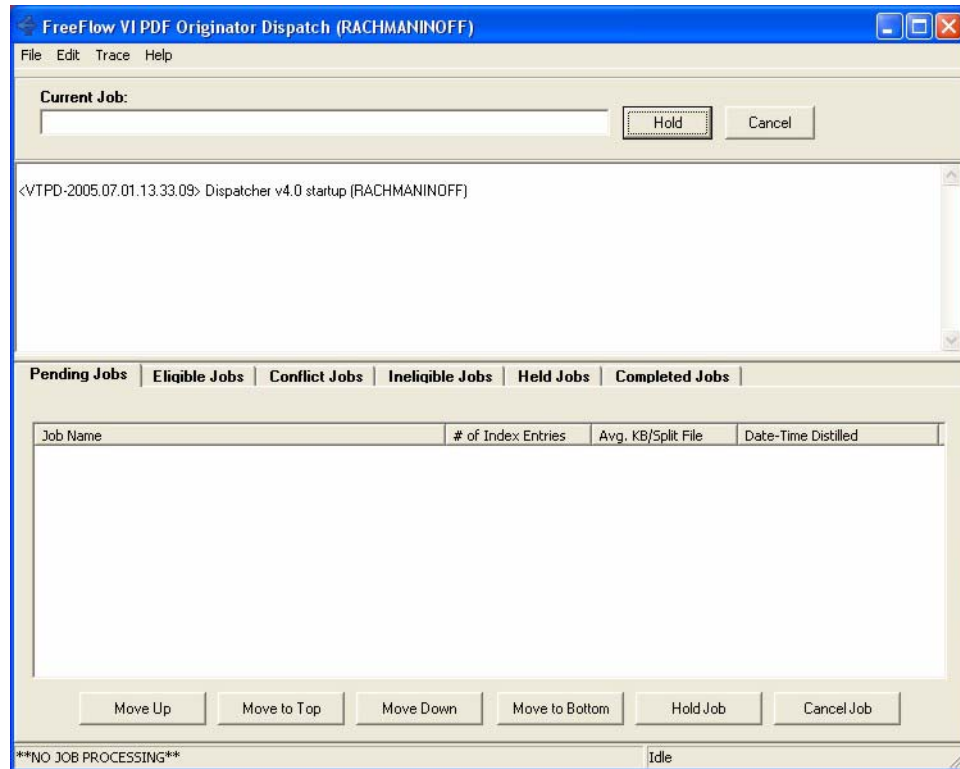 FreeFlow VI PDF Originator Dispatch (RACHMANINOFF)
File Edit Trace Help
Current Job:
Hold Cancel
<VTPD-2005.07.01.13.33.09> Dispatcher v4.0 startup (RACHMANINOFF)
Pending Jobs Eligible Jobs Conflict Jobs Ineligible Jobs Held Jobs Completed Jobs
Job Name # of Index Entries Avg. KB/Split File Date-Time Distilled
Move Up Move to Top Move Down Move to Bottom Hold Job Cancel Job
**NO JOB PROCESSING** Idle